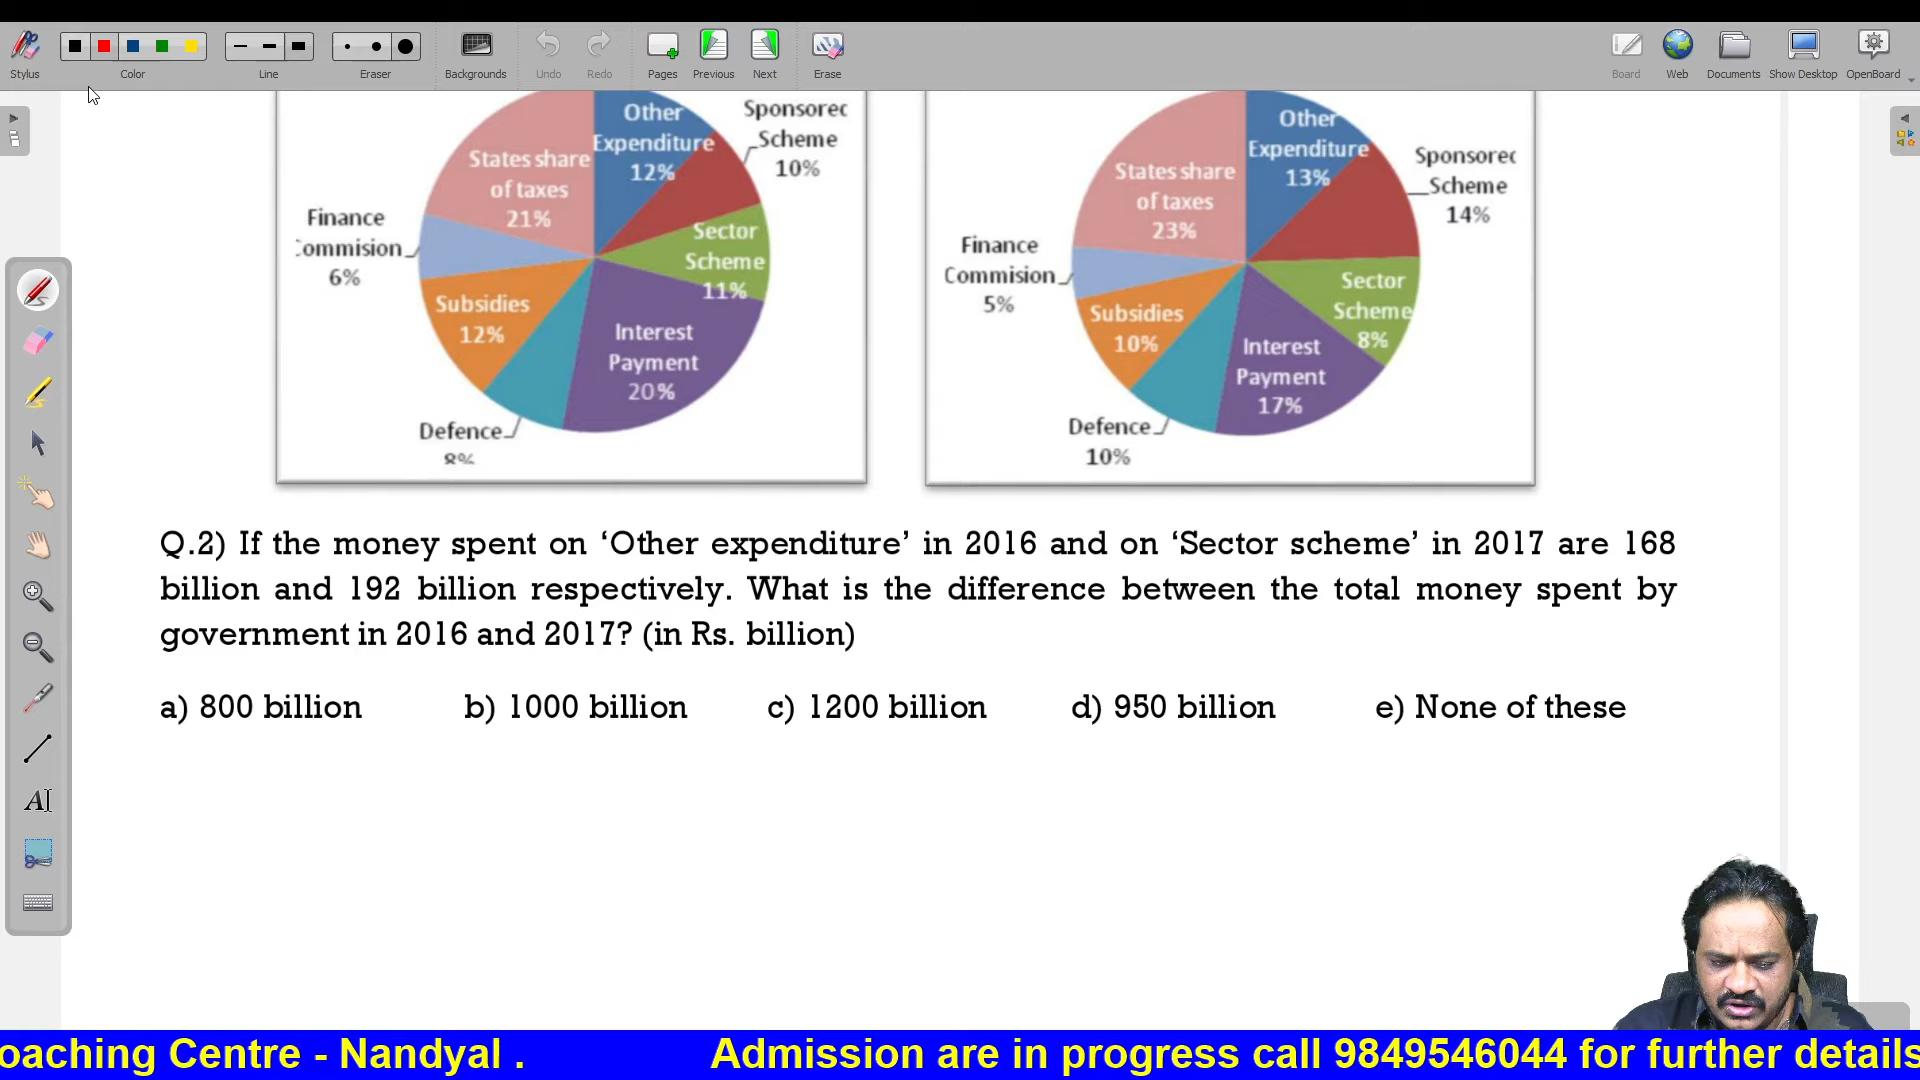 Stylus
Color
Line
Eraser
Backgrounds
Undo
Redo
Pages
Previous
Next
Erase
Board
Web
Documents
Show Desktop
OpenBoard
Other
Expenditure
12%
Sponsored
Scheme
10%
States share
of taxes
21%
Finance
Commision
6%
Sector
Scheme
11%
Subsidies
12%
Interest
Payment
20%
Defence
8%
Other
Expenditure
13%
Sponsored
Scheme
14%
States share
of taxes
23%
Finance
Commision
5%
Sector
Scheme
8%
Subsidies
10%
Interest
Payment
17%
Defence
10%
Q.2) If the money spent on ‘Other expenditure’ in 2016 and on ‘Sector scheme’ in 2017 are 168
billion and 192 billion respectively. What is the difference between the total money spent by
government in 2016 and 2017? (in Rs. billion)
a) 800 billion b) 1000 billion c) 1200 billion d) 950 billion e) None of these
oaching Centre - Nandyal . Admission are in progress call 9849546044 for further details